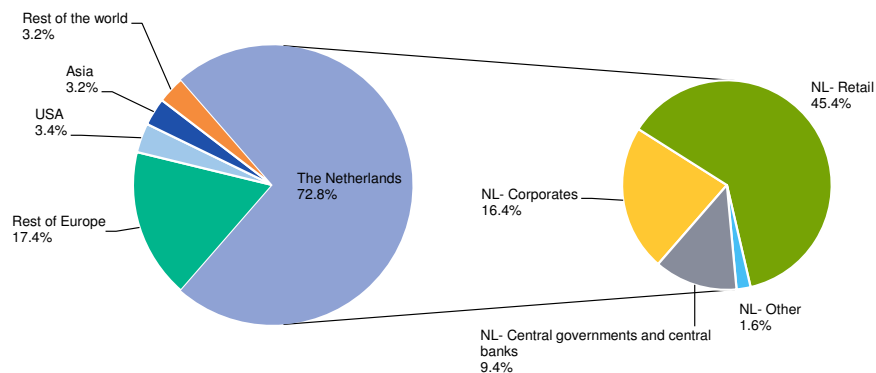 Rest of the world
3.2%
Asia
3.2%
USA
3.4%
Rest of Europe
17.4%
The Netherlands
72.8%
NL- Retail
45.4%
NL- Corporates
16.4%
NL- Other
1.6%
NL- Central governments and central
banks
9.4%